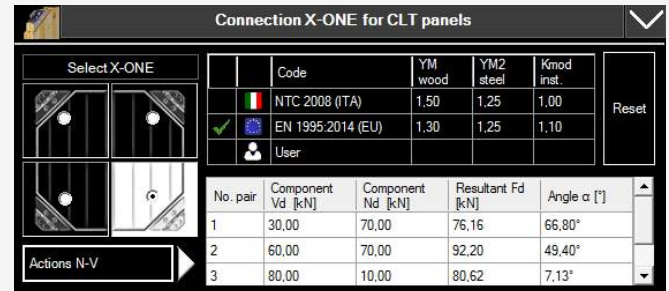 Connection X-ONE for CLT panels
Select X-ONE
Code YM wood YM2 steel Kmod inst.
NTC 2008 (ITA) 1,50 1,25 1,00
EN 1995:2014 (EU) 1,30 1,25 1,10
User
Reset
No. pair Component Vd [kN] Component Nd [kN] Resultant Fd [kN] Angle α [°]
1 30,00 70,00 76,16 66,80°
2 60,00 70,00 92,20 49,40°
3 80,00 10,00 80,62 7,13°
Actions N-V